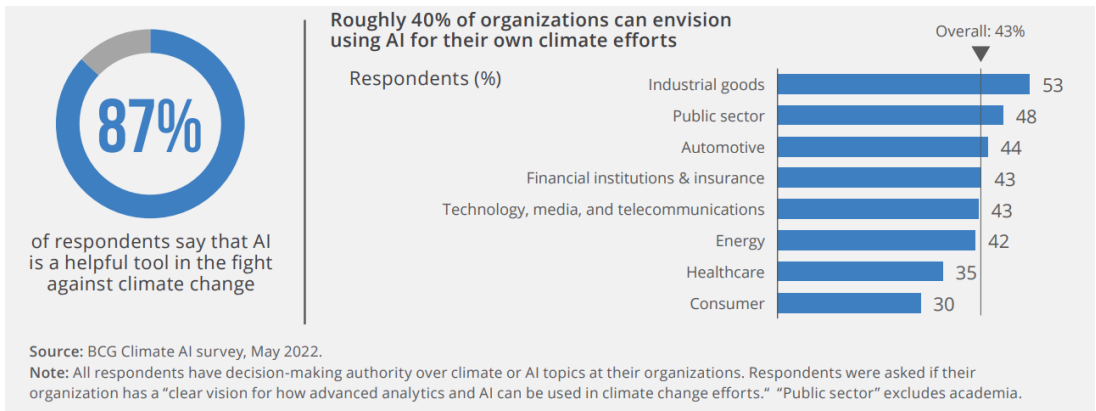 87%
of respondents say that AI
is a helpful tool in the fight
against climate change
Roughly 40% of organizations can envision
using AI for their own climate efforts
Respondents (%)
Overall: 43%
Industrial goods 53
Public sector 48
Automotive 44
Financial institutions & insurance 43
Technology, media, and telecommunications 43
Energy 42
Healthcare 35
Consumer 30
Source: BCG Climate AI survey, May 2022.
Note: All respondents have decision-making authority over climate or AI topics at their organizations. Respondents were asked if their
organization has a “clear vision for how advanced analytics and AI can be used in climate change efforts.“ “Public sector” excludes academia.